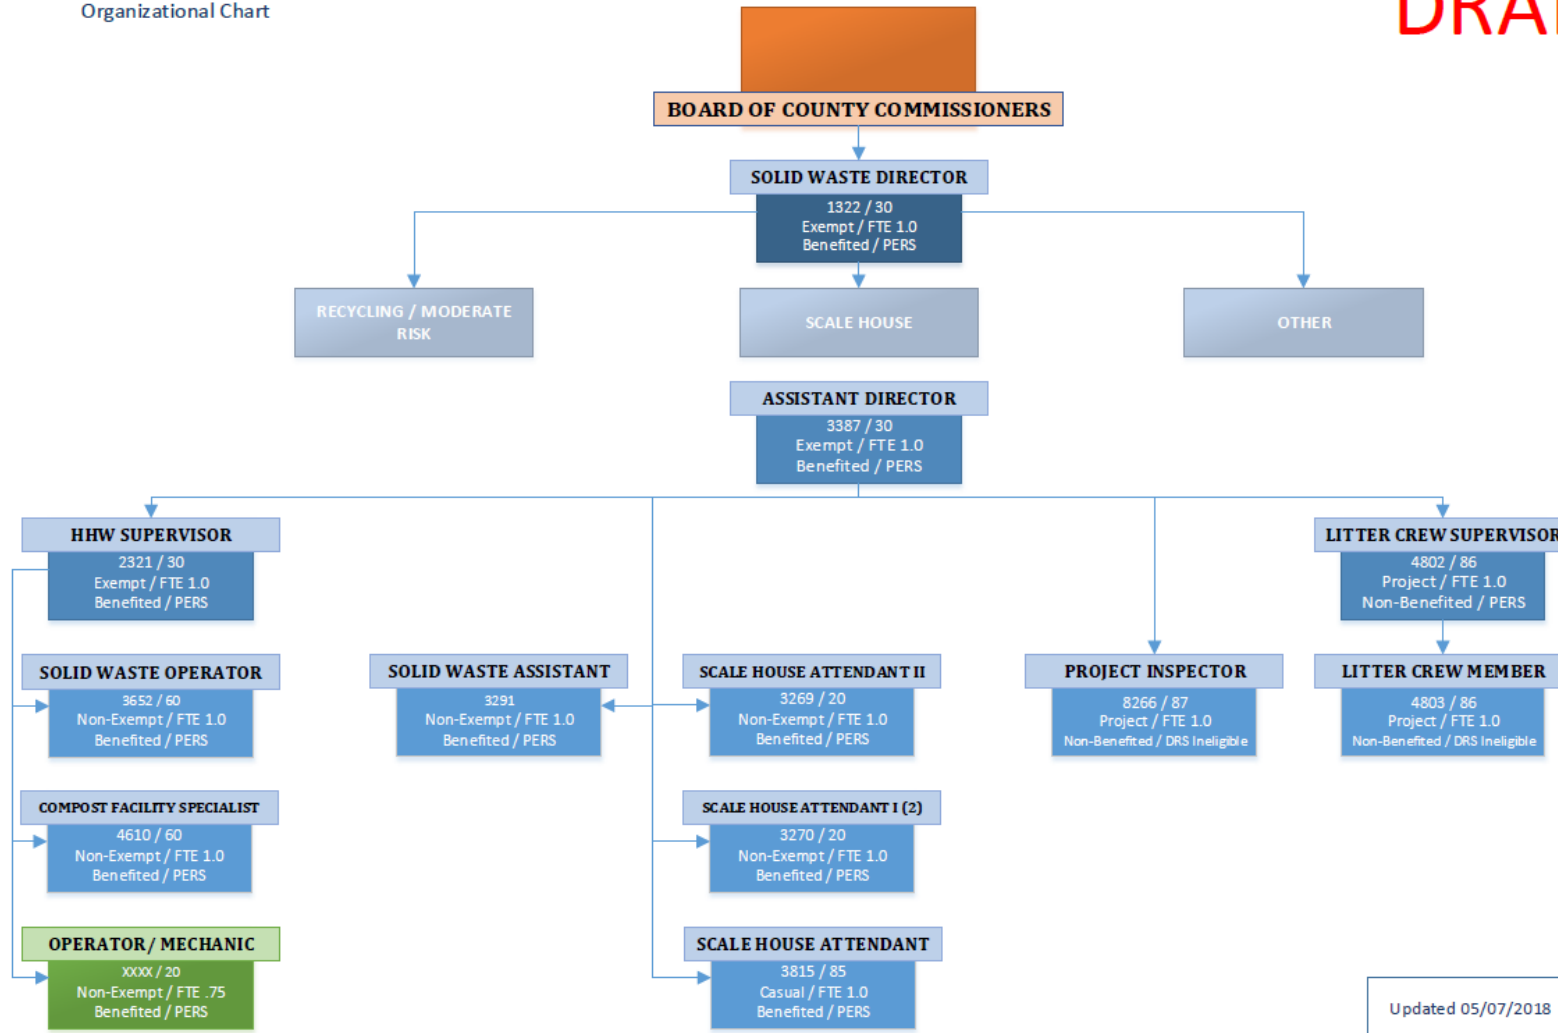 Organizational Chart
BOARD OF COUNTY COMMISSIONERS
SOLID WASTE DIRECTOR
1322 / 30
Exempt / FTE 1.0
Benefited / PERS
RECYCLING / MODERATE
RISK
SCALE HOUSE
OTHER
ASSISTANT DIRECTOR
3387 / 30
Exempt / FTE 1.0
Benefited / PERS
HHW SUPERVISOR
2321 / 30
Exempt / FTE 1.0
Benefited / PERS
LITTER CREW SUPERVISOR
4802 / 86
Project / FTE 1.0
Non-Benefited / PERS
SOLID WASTE OPERATOR
3652 / 60
Non-Exempt / FTE 1.0
Benefited / PERS
SOLID WASTE ASSISTANT
3291
Non-Exempt / FTE 1.0
Benefited / PERS
SCALE HOUSE ATTENDANT II
3269 / 20
Non-Exempt / FTE 1.0
Benefited / PERS
PROJECT INSPECTOR
8266 / 87
Project / FTE 1.0
Non-Benefited / DRS Ineligible
LITTER CREW MEMBER
4803 / 86
Project / FTE 1.0
Non-Benefited / DRS Ineligible
COMPOST FACILITY SPECIALIST
4610 / 60
Non-Exempt / FTE 1.0
Benefited / PERS
SCALE HOUSE ATTENDANT I (2)
3270 / 20
Non-Exempt / FTE 1.0
Benefited / PERS
OPERATOR/ MECHANIC
XXXX / 20
Non-Exempt / FTE .75
Benefited / PERS
SCALE HOUSE ATTENDANT
3815 / 85
Casual / FTE 1.0
Benefited / PERS
Updated 05/07/2018